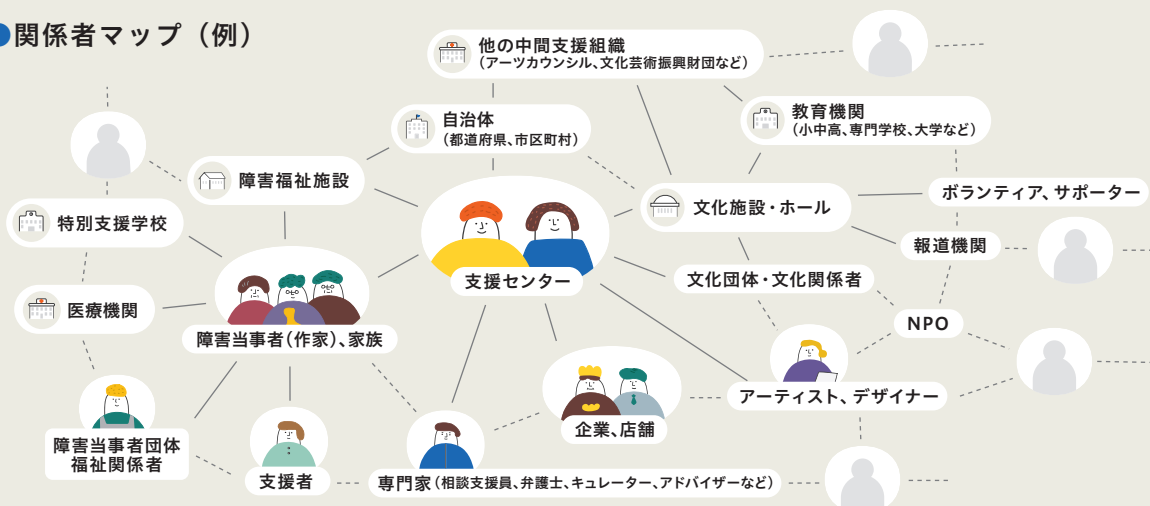 ●関係者マップ（例）
他の中間支援組織
（アーツカウンシル、文化芸術振興財団など）
自治体
（都道府県、市区町村）
教育機関
（小中高、専門学校、大学など）
障害福祉施設
文化施設・ホール
ボランティア、サポーター
特別支援学校
報道機関
支援センター
文化団体・文化関係者
医療機関
NPO
障害当事者（作家）、家族
アーティスト、デザイナー
企業、店舗
障害当事者団体
福祉関係者
支援者
専門家（相談支援員、弁護士、キュレーター、アドバイザーなど）